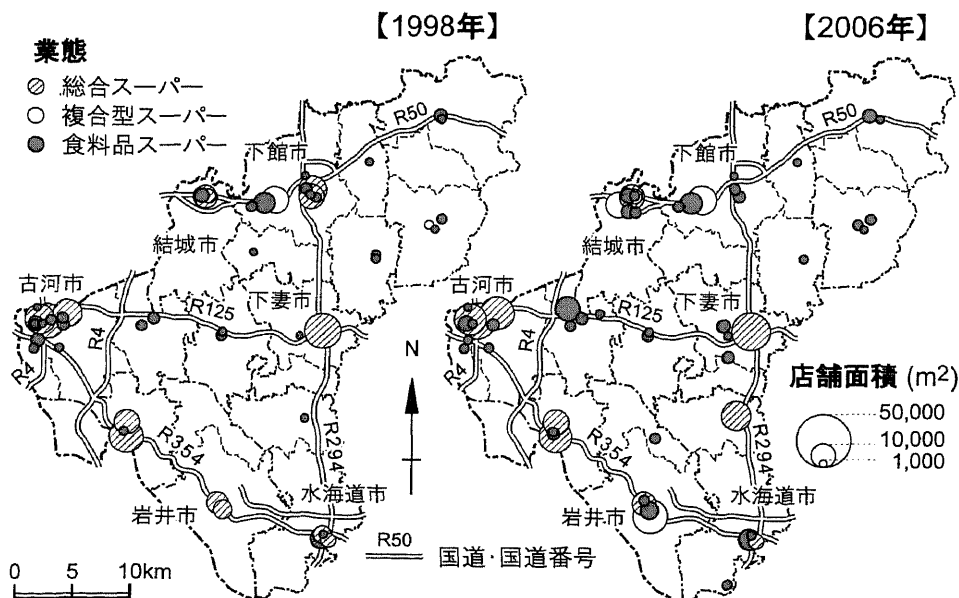 【1998年】
【2006年】
業態
総合スーパー
複合型スーパー
食料品スーパー
R50
下館市
結城市
古河市
R125
下妻市
R4
R4
R354
R294
岩井市
水海道市
R50
下館市
結城市
古河市
R125
下妻市
R4
R4
R354
R294
岩井市
水海道市
N
店舗面積 (m2)
50,000
10,000
1,000
R50
国道・国道番号
0 5 10km